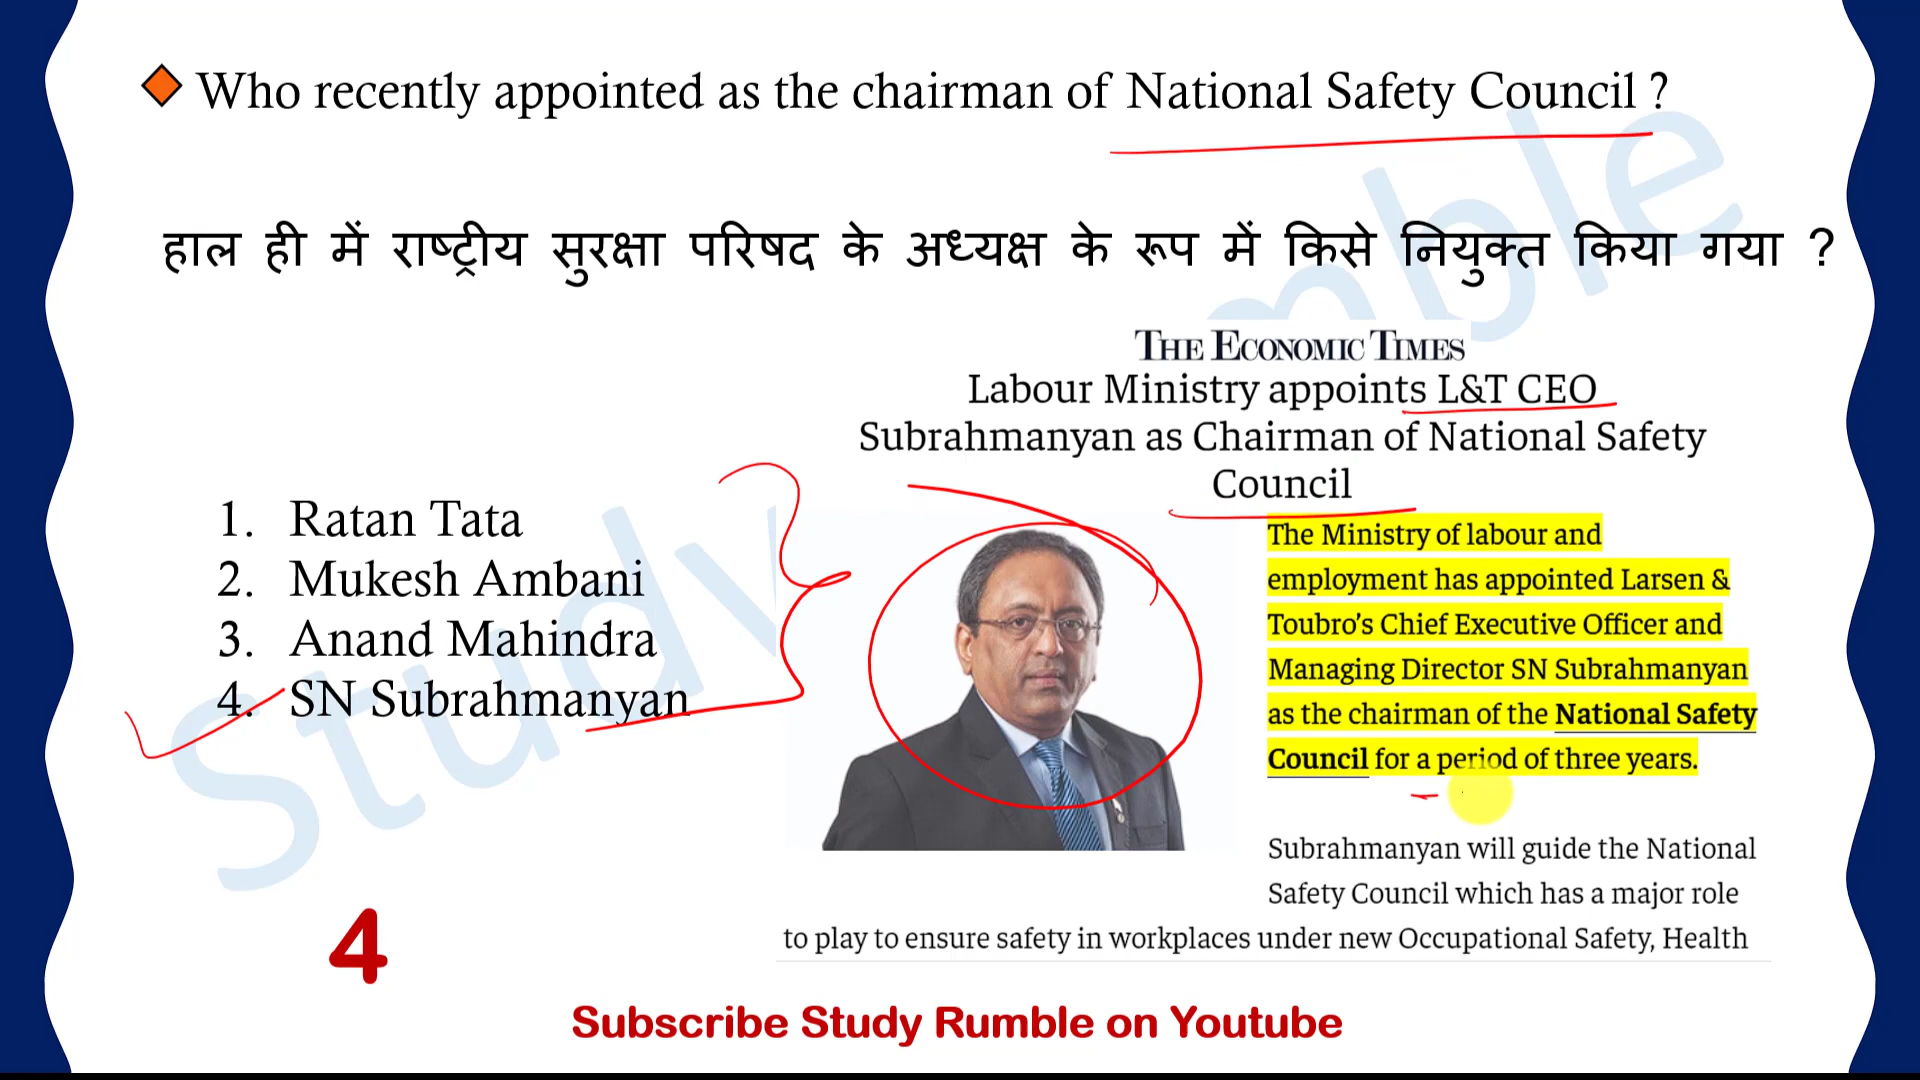 Who recently appointed as the chairman of National Safety Council ?
हाल ही में राष्ट्रीय सुरक्षा परिषद के अध्यक्ष के रूप में किसे नियुक्त किया गया ?
THE ECONOMIC TIMES
Labour Ministry appoints L&T CEO
Subrahmanyan as Chairman of National Safety
Council
1. Ratan Tata
2. Mukesh Ambani
3. Anand Mahindra
4. SN Subrahmanyan
The Ministry of labour and
employment has appointed Larsen &
Toubro’s Chief Executive Officer and
Managing Director SN Subrahmanyan
as the chairman of the National Safety
Council for a period of three years.
Subrahmanyan will guide the National
Safety Council which has a major role
to play to ensure safety in workplaces under new Occupational Safety, Health
4
Subscribe Study Rumble on Youtube